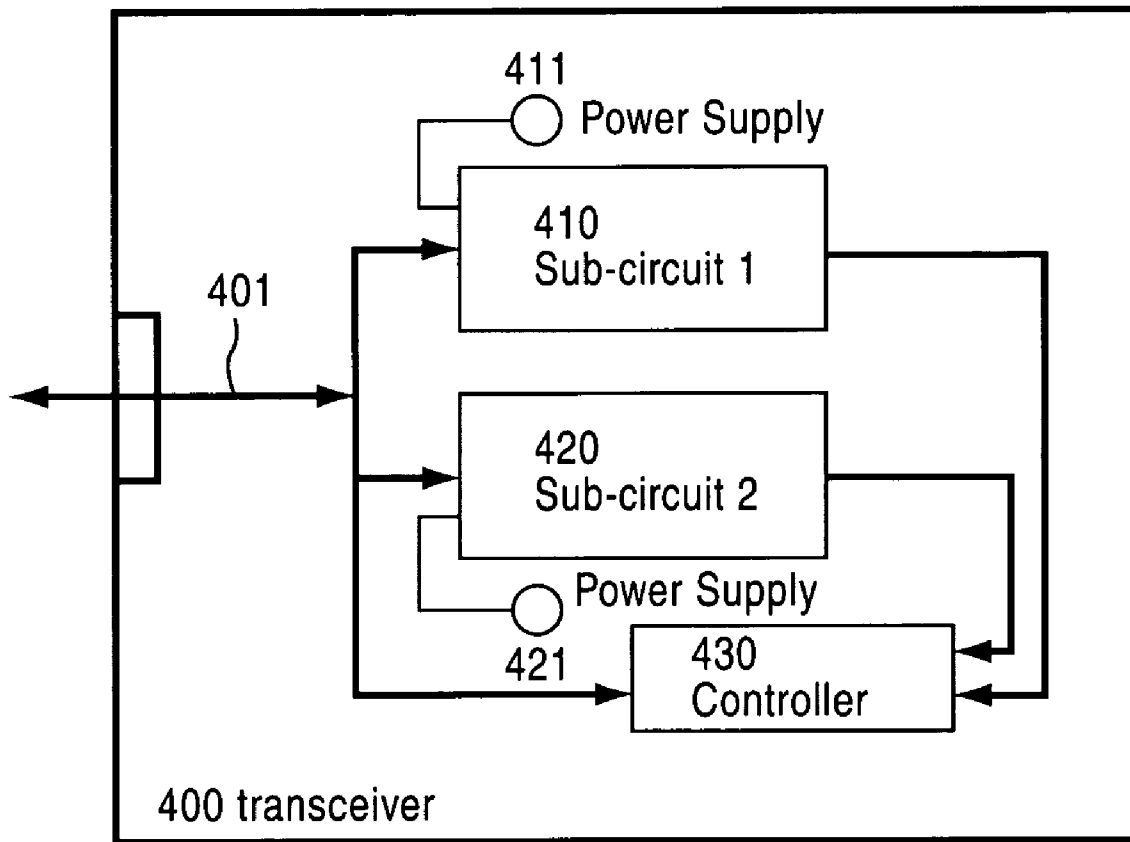 411
Power Supply
410
Sub-circuit 1
401
420
Sub-circuit 2
Power Supply
421
430
Controller
400 transceiver